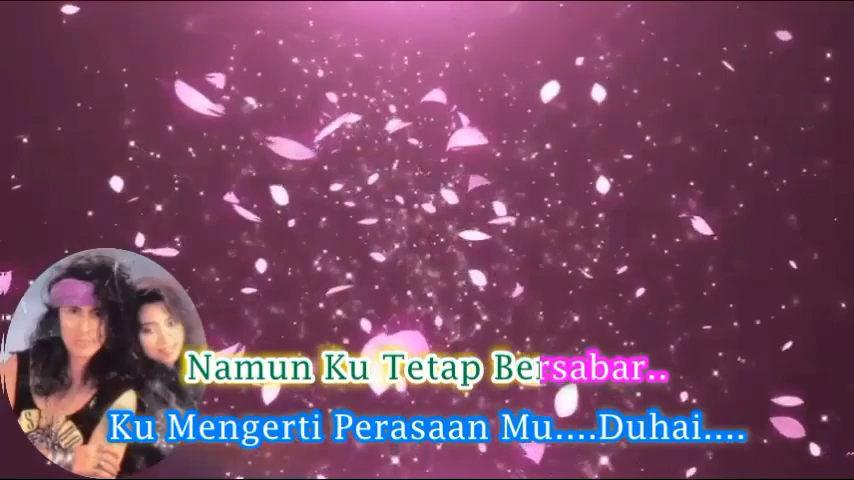 Namun Ku Tetap Bersabar..
Ku Mengerti Perasaan Mu....Duhai....